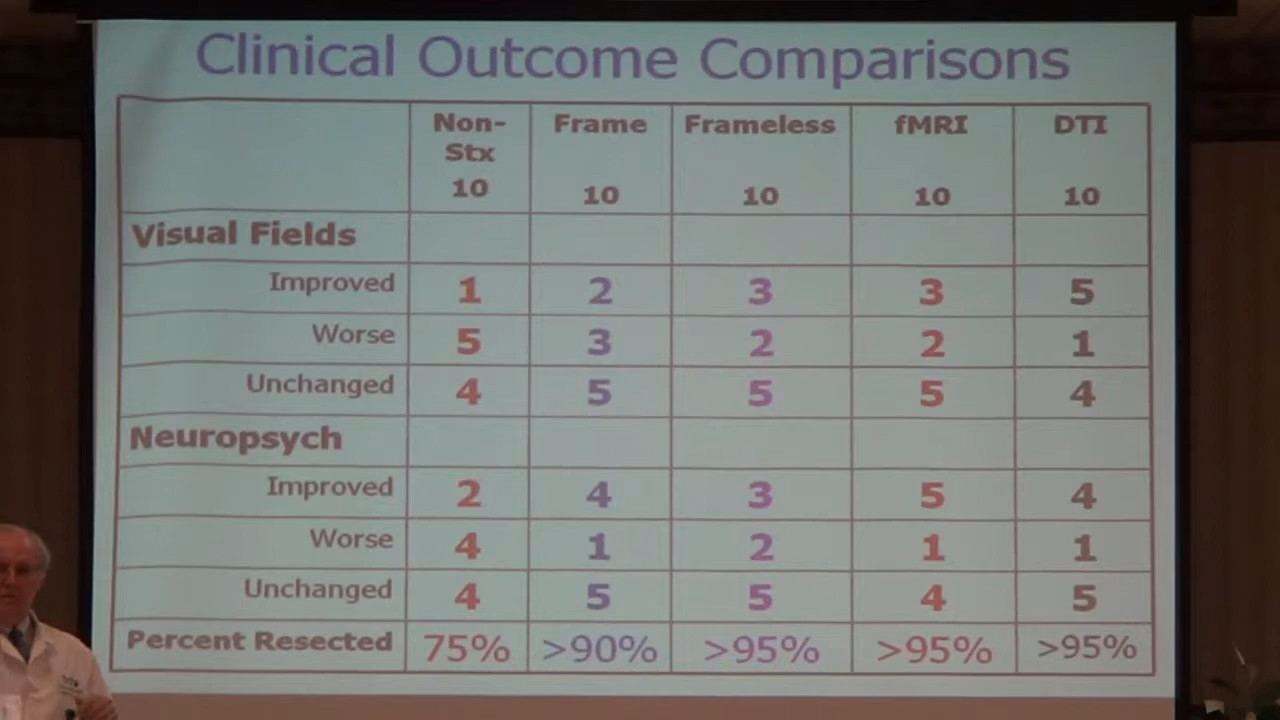 Clinical Outcome Comparisons
Non-Stx 10 Frame 10 Frameless 10 fMRI 10 DTI 10
Visual Fields
Improved 1 2 3 3 5
Worse 5 3 2 2 1
Unchanged 4 5 5 5 4
Neuropsych
Improved 2 4 3 5 4
Worse 4 1 2 1 1
Unchanged 4 5 5 4 5
Percent Resected 75% >90% >95% >95% >95%